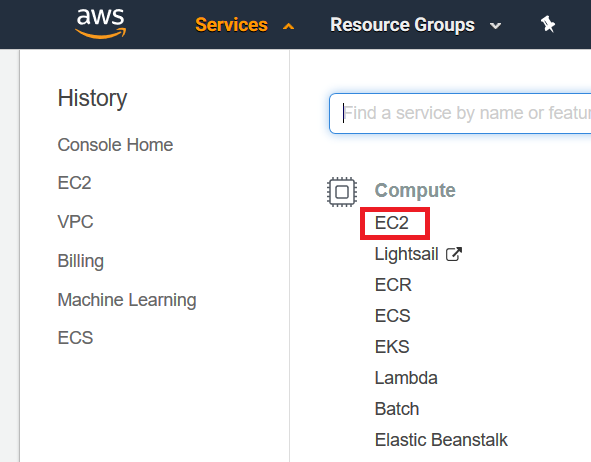 aws
Services
Resource Groups
History
Console Home
EC2
VPC
Billing
Machine Learning
ECS
Find a service by name or featur
Compute
EC2
Lightsail
ECR
ECS
EKS
Lambda
Batch
Elastic Beanstalk